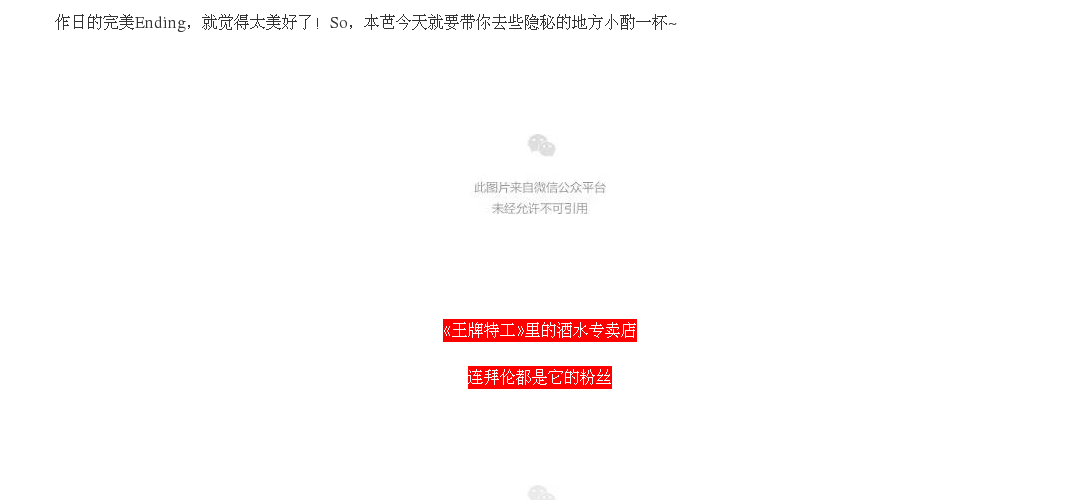 作日的完美Ending，就觉得太美好了！So，本芭今天就要带你去些隐秘的地方小酌一杯~
此图片来自微信公众平台
未经允许不可引用
《王牌特工》里的酒水专卖店
连拜伦都是它的粉丝